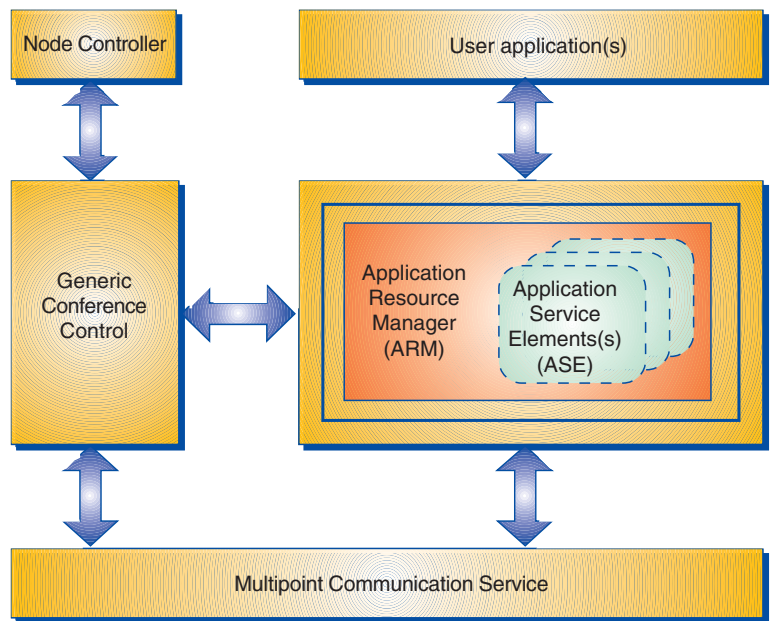 Node Controller
User application(s)
Generic
Conference
Control
Application
Resource
Manager
(ARM)
Application
Service
Elements(s)
(ASE)
Multipoint Communication Service